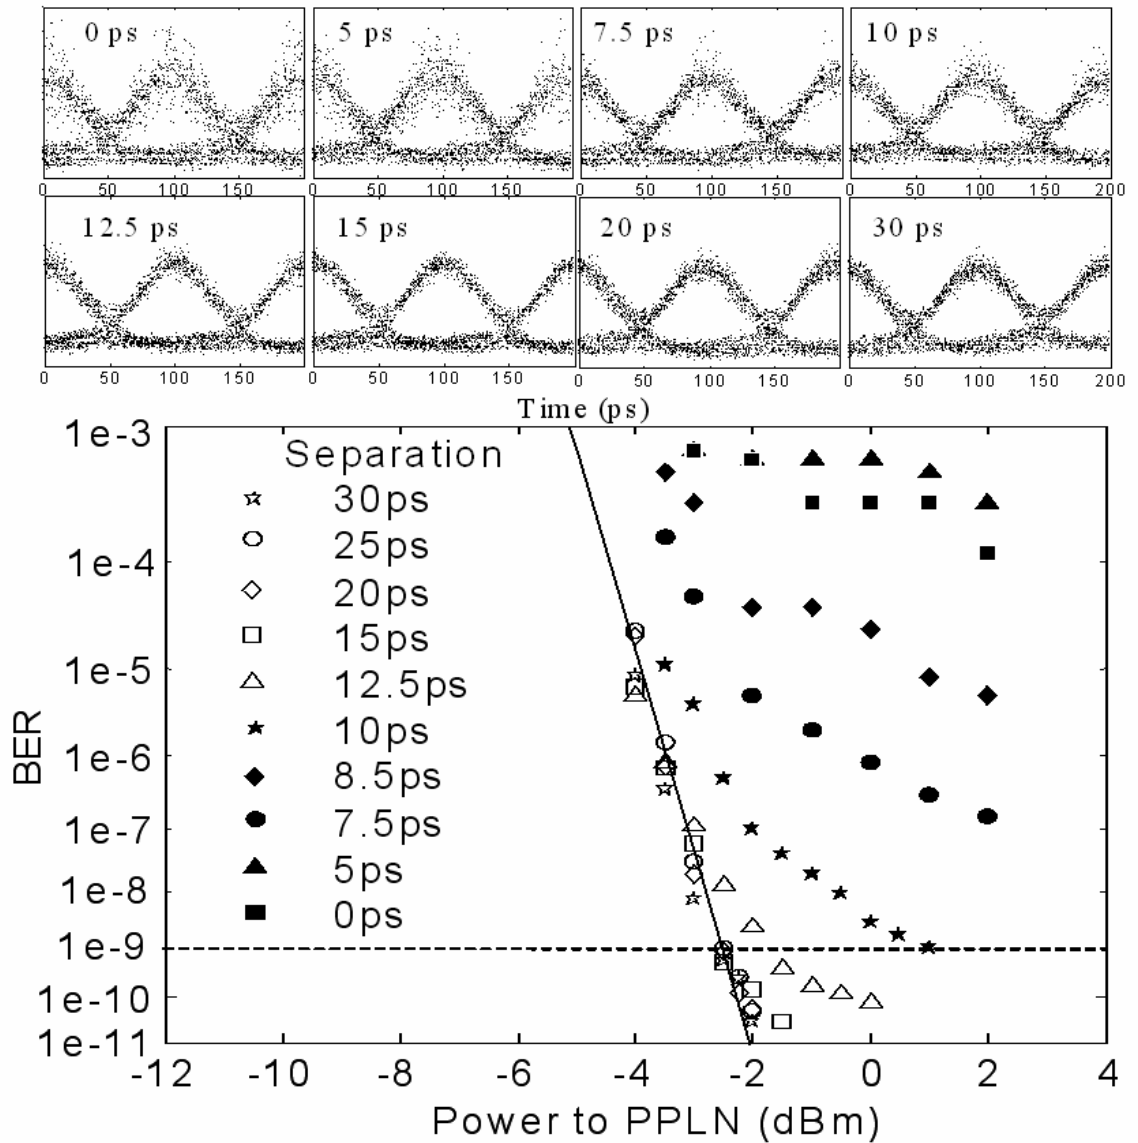 0 ps
5 ps
7.5 ps
10 ps
0 50 100 150
0 50 100 150
0 50 100 150
0 50 100 150 200
12.5 ps
15 ps
20 ps
30 ps
0 50 100 150
0 50 100 150
0 50 100 150
0 50 100 150 200
Time (ps)
Separation
30ps
25ps
20ps
15ps
12.5ps
10ps
8.5ps
7.5ps
5ps
0ps
BER
1e-3
1e-4
1e-5
1e-6
1e-7
1e-8
1e-9
1e-10
1e-11
-12 -10 -8 -6 -4 -2 0 2 4
Power to PPLN (dBm)